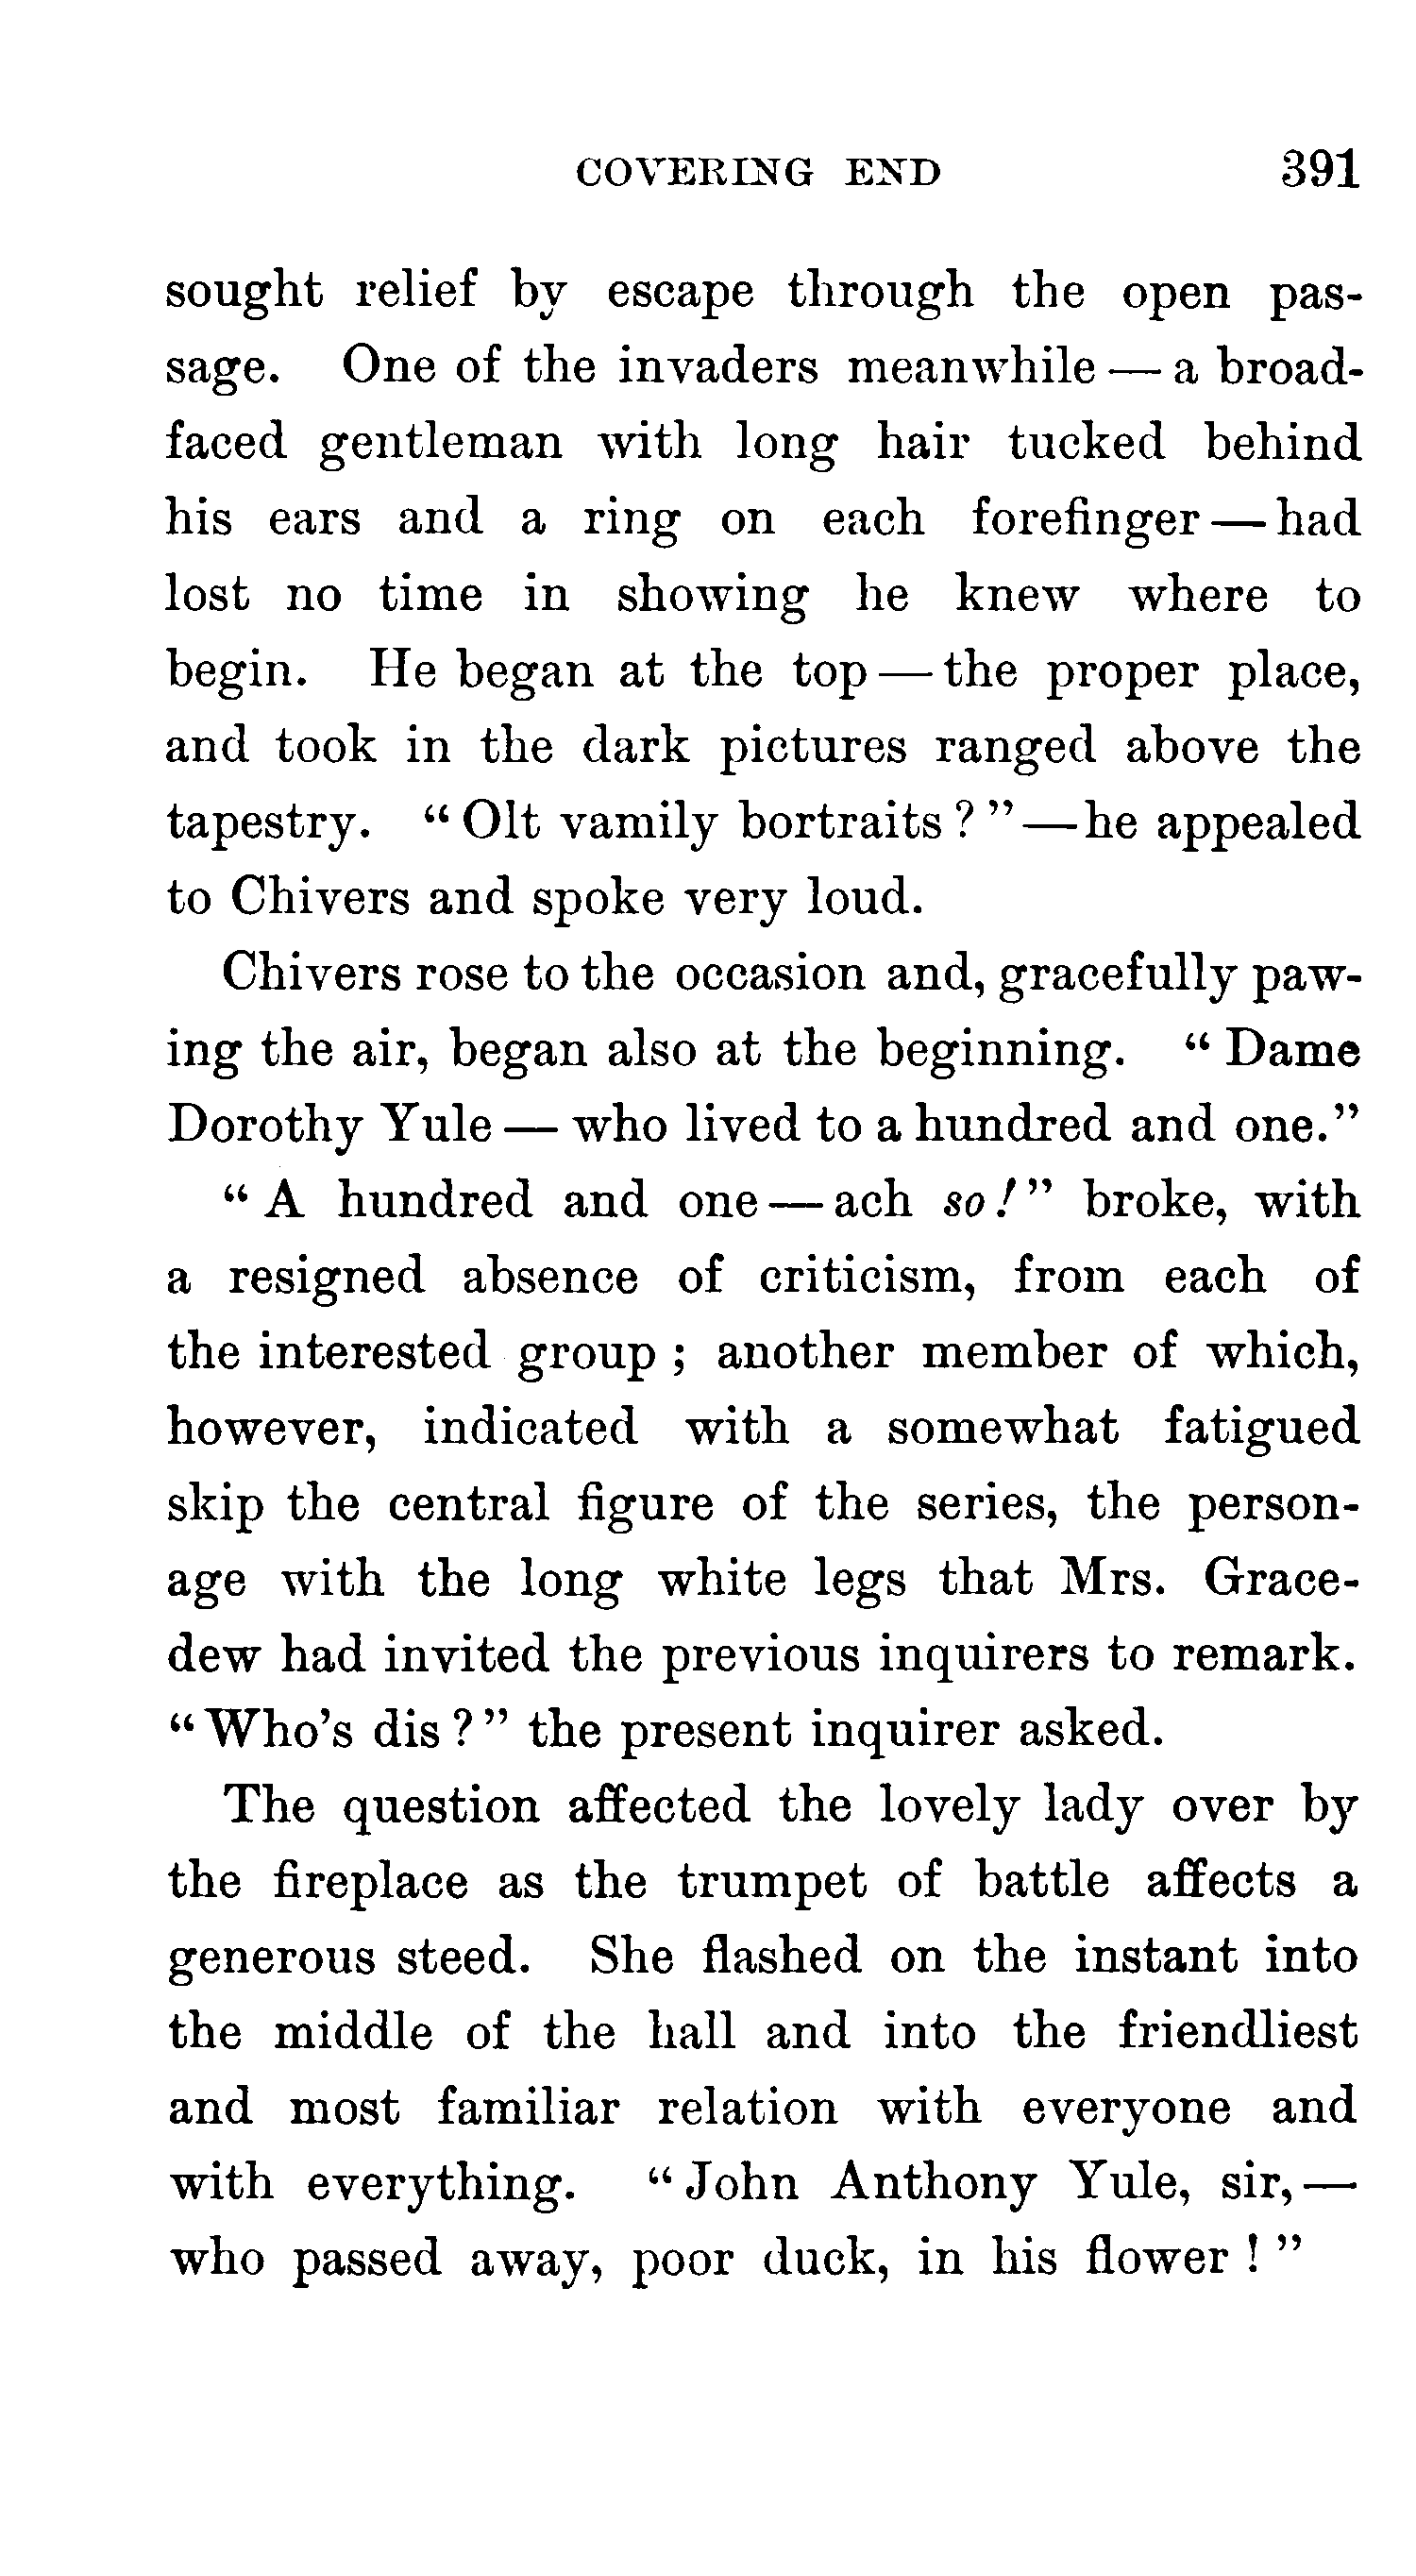 COVERING END 391
sought relief by escape through the open pas-
sage. One of the invaders meanwhile — a broad-
faced gentleman with long hair tucked behind
his ears and a ring on each forefinger — had
lost no time in showing he knew where to
begin. He began at the top — the proper place,
and took in the dark pictures ranged above the
tapestry. “ Olt vamily bortraits ? ” — he appealed
to Chivers and spoke very loud.
Chivers rose to the occasion and, gracefully paw-
ing the air, began also at the beginning. “ Dame
Dorothy Yule — who lived to a hundred and one.”
“ A hundred and one — ach so ! ” broke, with
a resigned absence of criticism, from each of
the interested group ; another member of which,
however, indicated with a somewhat fatigued
skip the central figure of the series, the person-
age with the long white legs that Mrs. Grace-
dew had invited the previous inquirers to remark.
“ Who’s dis ? ” the present inquirer asked.
The question affected the lovely lady over by
the fireplace as the trumpet of battle affects a
generous steed. She flashed on the instant into
the middle of the hall and into the friendliest
and most familiar relation with everyone and
with everything. “ John Anthony Yule, sir, —
who passed away, poor duck, in his flower ! ”